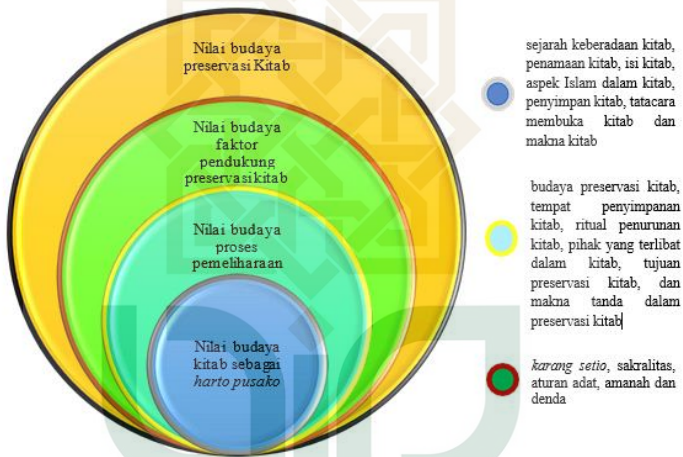 Nilai budaya
preservasi Kitab
Nilai budaya
faktor
pendukung
preservasi kitab
Nilai budaya
proses
pemeliharaan
Nilai budaya
kitab sebagai
harto pusako
sejarah keberadaan kitab,
penamaan kitab, isi kitab,
aspek Islam dalam kitab,
penyimpan kitab, tatacara
membuka kitab dan
makna kitab
budaya preservasi kitab,
tempat penyimpanan
kitab, ritual penurunan
kitab, pihak yang terlibat
dalam kitab, tujuan
preservasi kitab, dan
makna tanda dalam
preservasi kitab
karang setio, sakralitas,
aturan adat, amanah dan
denda